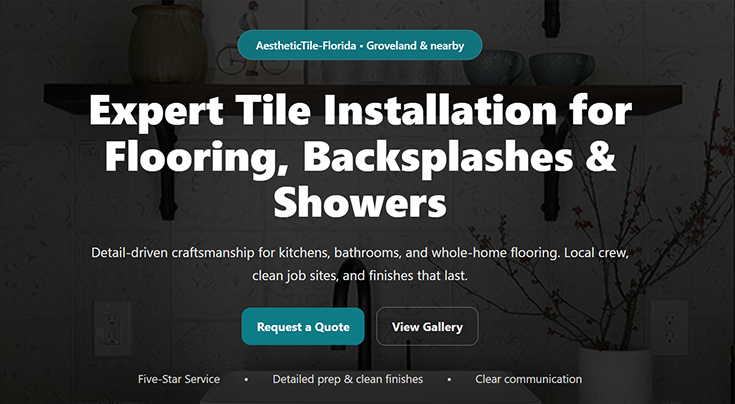 AestheticTile-Florida • Groveland & nearby
Expert Tile Installation for
Flooring, Backsplashes &
Showers
Detail-driven craftsmanship for kitchens, bathrooms, and whole-home flooring. Local crew,
clean job sites, and finishes that last.
Request a Quote View Gallery
Five-Star Service • Detailed prep & clean finishes • Clear communication